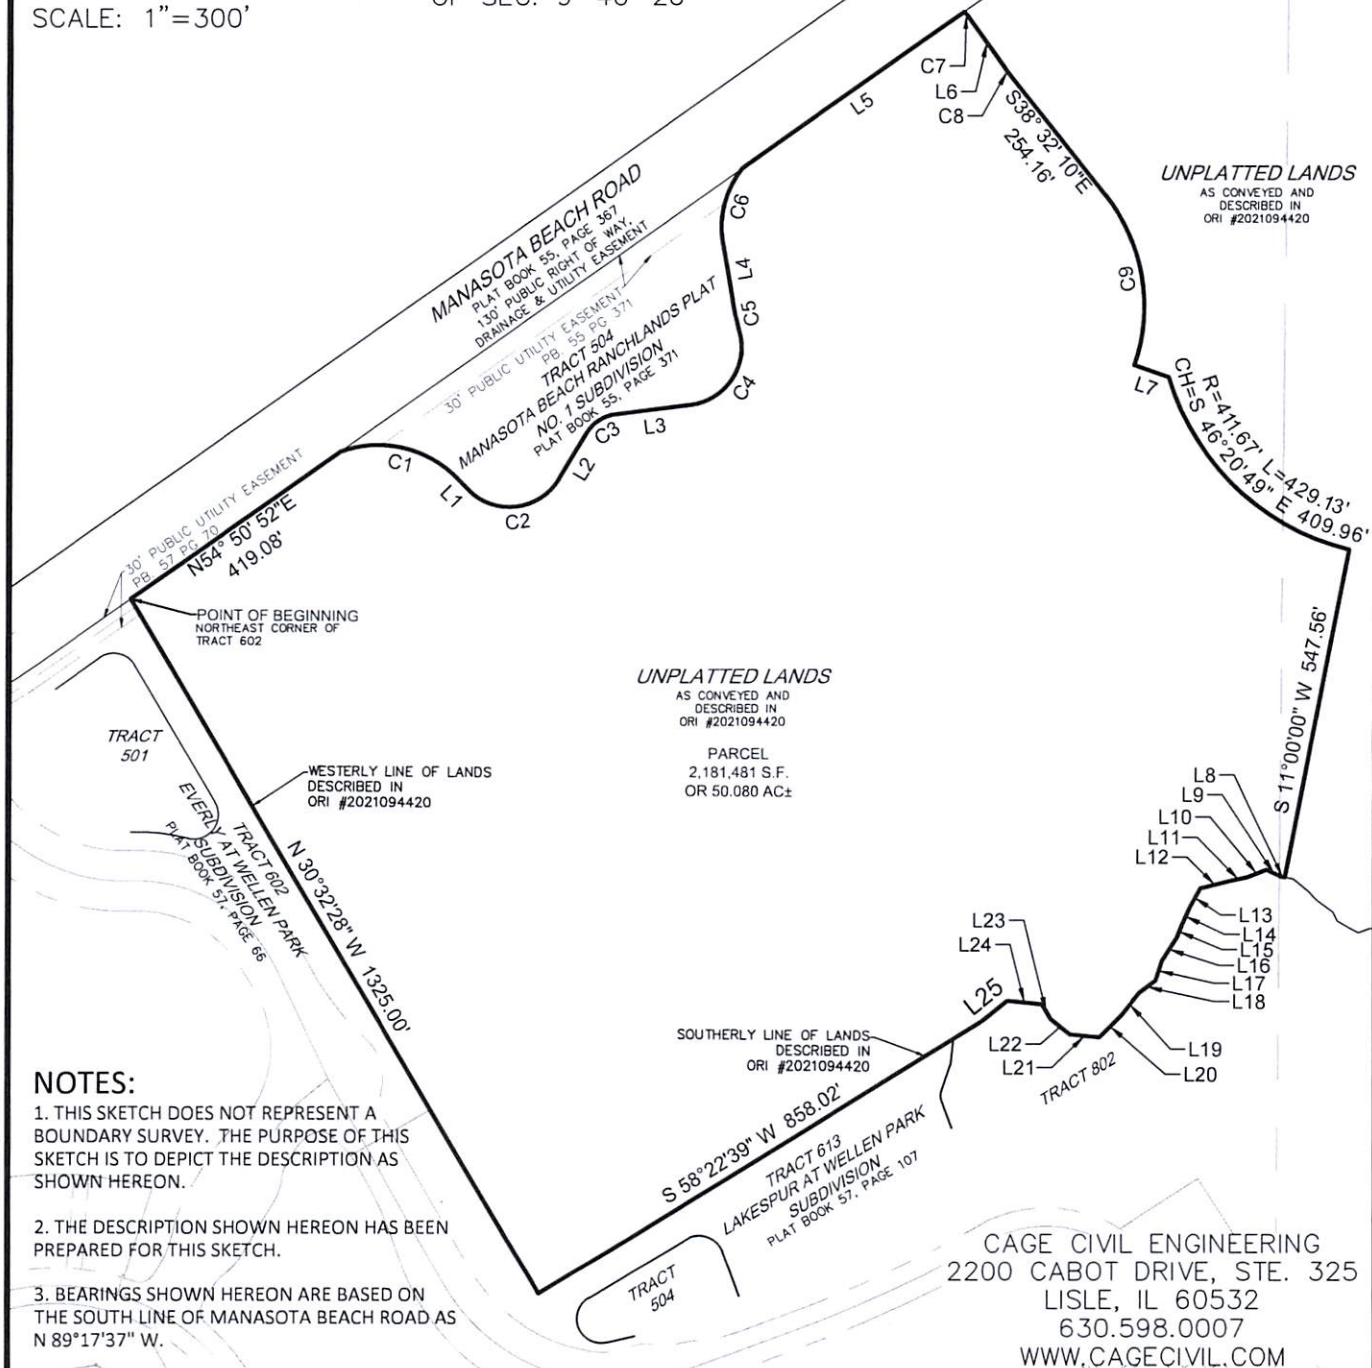 SCALE: 1"=300'
C7
L6
C8
L5
S38° 32' 10"E
254.16'
UNPLATTED LANDS
AS CONVEYED AND
DESCRIBED IN
ORI #2021094420
MANASOTA BEACH ROAD
PLAT BOOK 55, PAGE 367
130' PUBLIC RIGHT OF WAY,
DRAINAGE & UTILITY EASEMENT
C6
L4
C5
C9
30' PUBLIC UTILITY EASEMENT
PB. 55 PG 371
TRACT 504
MANASOTA BEACH RANCHLANDS PLAT
NO. 1 SUBDIVISION
PLAT BOOK 55, PAGE 371
C4
L7
R=411.67' L=429.13'
CH=S 46°20'49" E 409.96'
C3
L3
C1
L1
L2
C2
30' PUBLIC UTILITY EASEMENT
PB. 57 PG 70
N54° 50' 52"E
419.08'
POINT OF BEGINNING
NORTHEAST CORNER OF
TRACT 602
UNPLATTED LANDS
AS CONVEYED AND
DESCRIBED IN
ORI #2021094420
S 11°00'00" W 547.56'
TRACT
501
PARCEL
2,181,481 S.F.
OR 50.080 AC±
WESTERLY LINE OF LANDS
DESCRIBED IN
ORI #2021094420
L8
L9
L10
L11
L12
TRACT 602
EVERLY AT WELLEN PARK
SUBDIVISION
PLAT BOOK 57, PAGE 66
N 30°32'28" W 1325.00'
L13
L14
L15
L16
L17
L18
L23
L24
L25
SOUTHERLY LINE OF LANDS
DESCRIBED IN
ORI #2021094420
L22
L21
L19
L20
TRACT 802
S 58°22'39" W 858.02'
TRACT 613
LAKESPUR AT WELLEN PARK
SUBDIVISION
PLAT BOOK 57, PAGE 107
NOTES:
1. THIS SKETCH DOES NOT REPRESENT A
BOUNDARY SURVEY. THE PURPOSE OF THIS
SKETCH IS TO DEPICT THE DESCRIPTION AS
SHOWN HEREON.
2. THE DESCRIPTION SHOWN HEREON HAS BEEN
PREPARED FOR THIS SKETCH.
3. BEARINGS SHOWN HEREON ARE BASED ON
THE SOUTH LINE OF MANASOTA BEACH ROAD AS
N 89°17'37" W.
TRACT
504
CAGE CIVIL ENGINEERING
2200 CABOT DRIVE, STE. 325
LISLE, IL 60532
630.598.0007
WWW.CAGECIVIL.COM